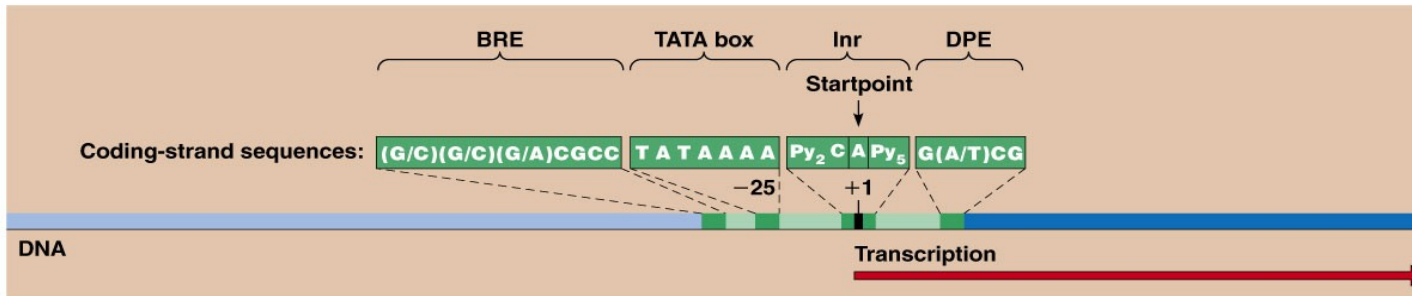 BRE TATA box Inr DPE
Startpoint
Coding-strand sequences: (G/C)(G/C)(G/A)CGCC T A T A A A A Py₂ C A Py₅ G(A/T)CG
−25 +1
DNA
Transcription